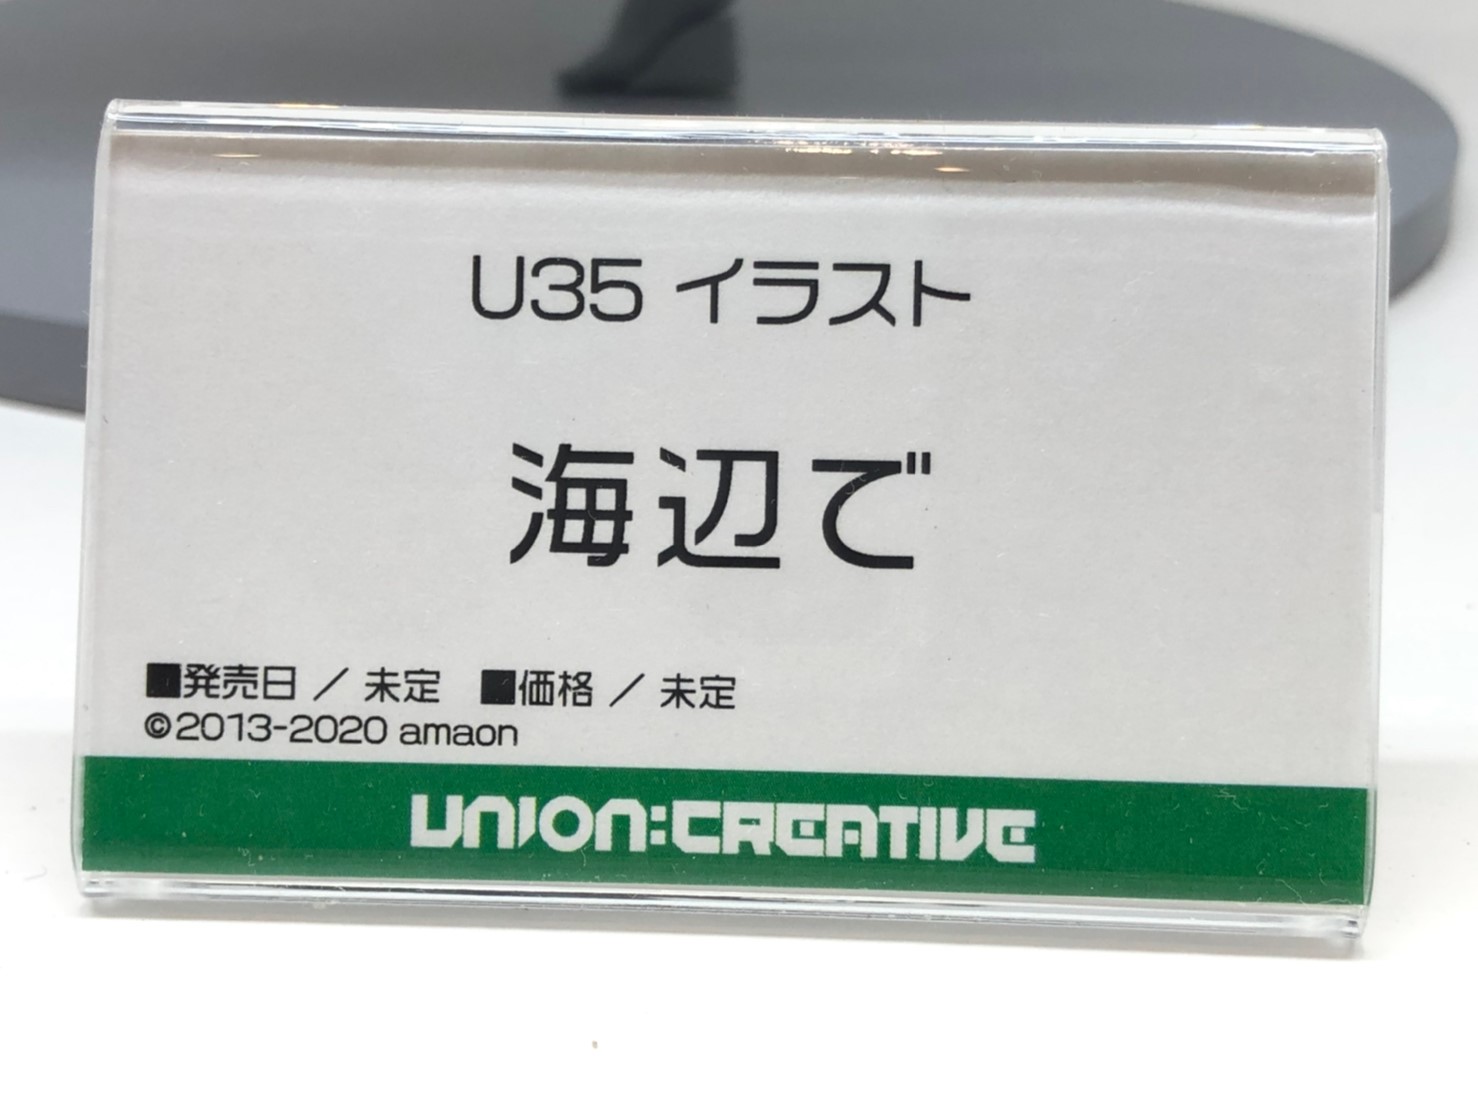 U35 イラスト
海辺で
■発売日 / 未定 ■価格 / 未定
©2013-2020 amaon
UNION:CREATIVE